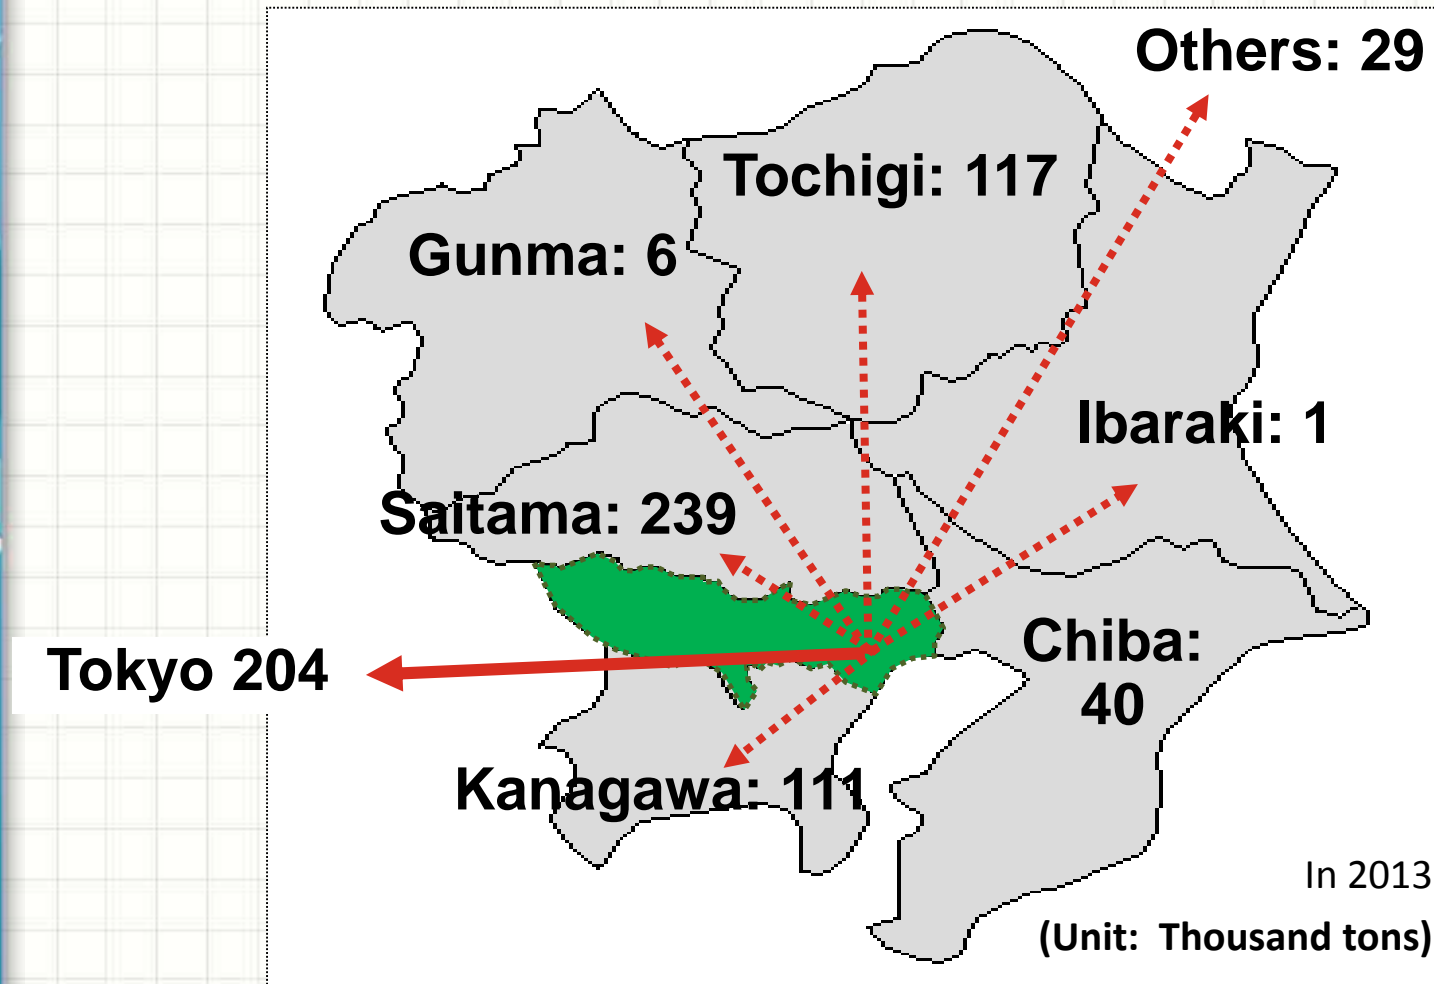 Others: 29
Tochigi: 117
Gunma: 6
Ibaraki: 1
Saitama: 239
Chiba:
40
Tokyo 204
Kanagawa: 111
In 2013
(Unit: Thousand tons)